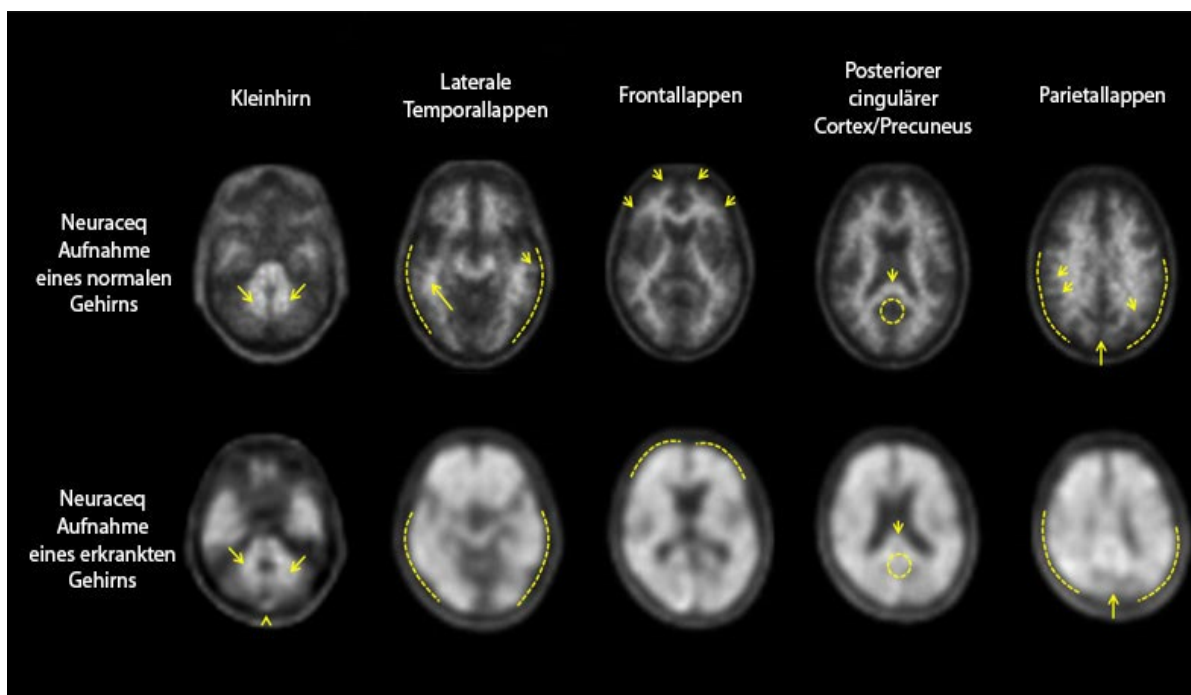 Kleinhirn
Laterale
Temporallappen
Frontallappen
Posteriorer
cingulärer
Cortex/Precuneus
Parietallappen
Neuraceq
Aufnahme
eines normalen
Gehirns
Neuraceq
Aufnahme
eines erkrankten
Gehirns